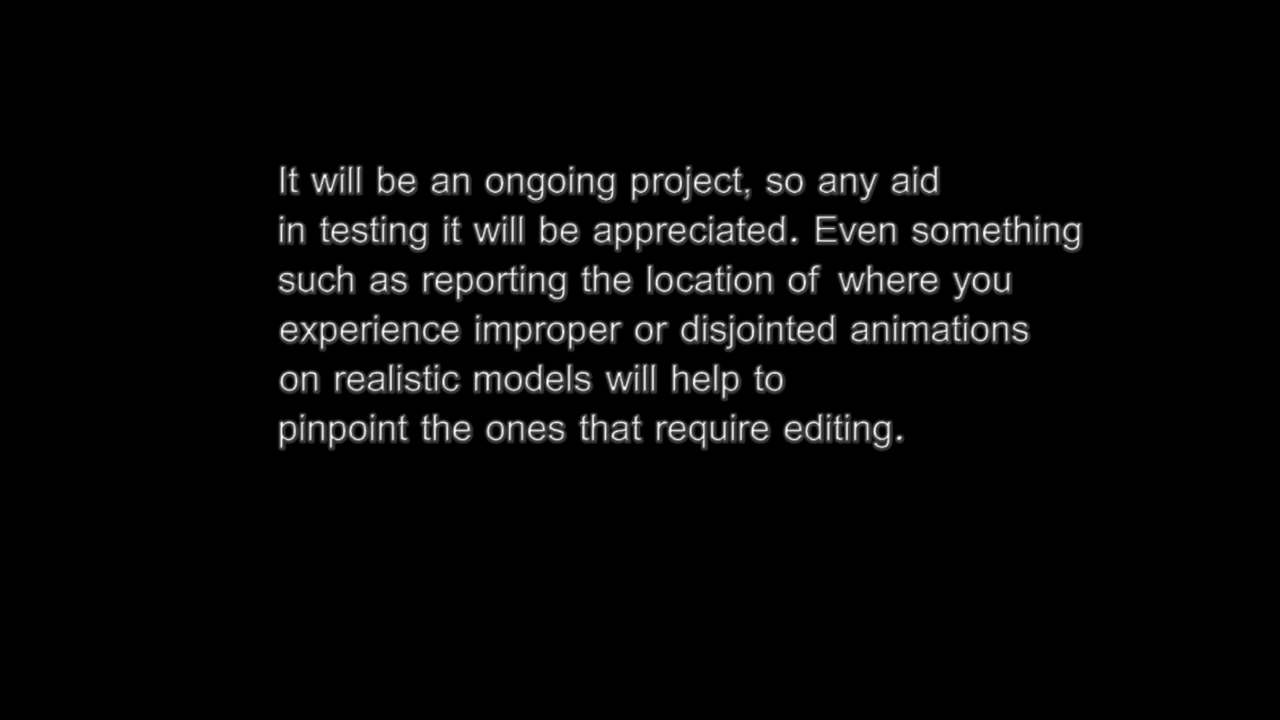 It will be an ongoing project, so any aid
in testing it will be appreciated. Even something
such as reporting the location of where you
experience improper or disjointed animations
on realistic models will help to
pinpoint the ones that require editing.